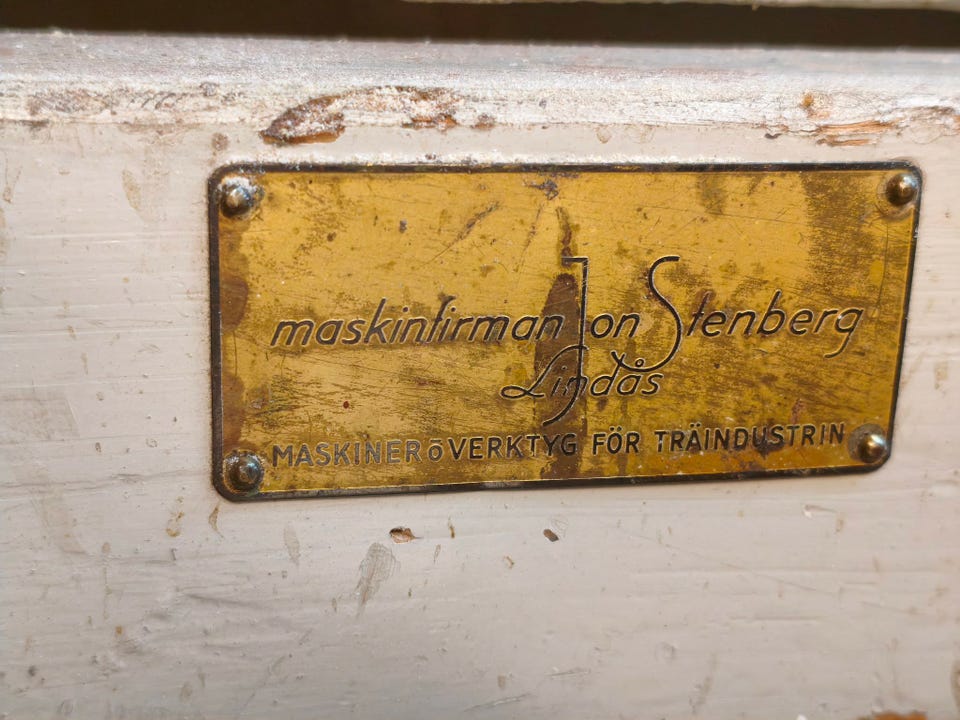 maskinfirman Jon Stenberg
Lindås
MASKINER ō VERKTYG FÖR TRÄINDUSTRIN